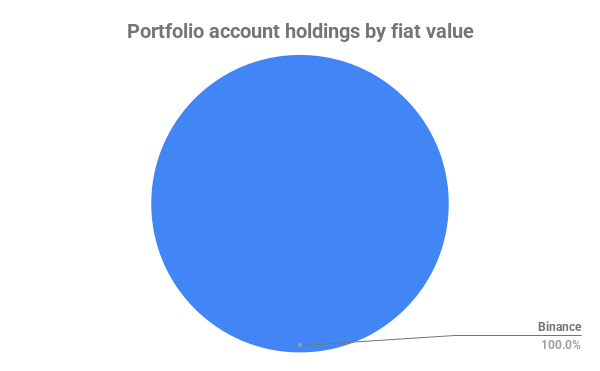 Portfolio account holdings by fiat value
Binance
100.0%